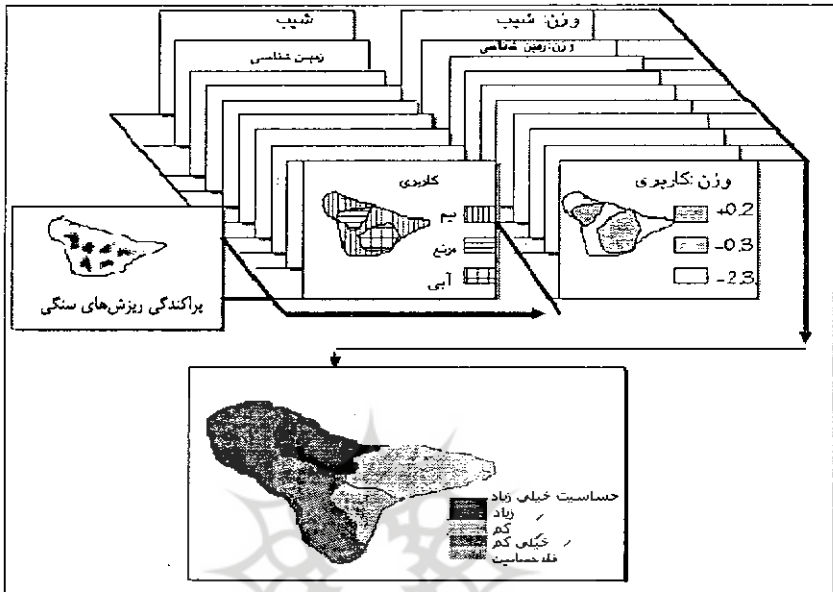 وزن: شیب
شیب
وزن: زمین شناسی
زمین شناسی
وزن: کاربری
کاربری
+0.2
دیم
-0.3
مرتع
-2.3
آبی
پراکندگی ریزش‌های سنگی
حساسیت خیلی زیاد
زیاد
کم
خیلی کم
فاقد حساسیت